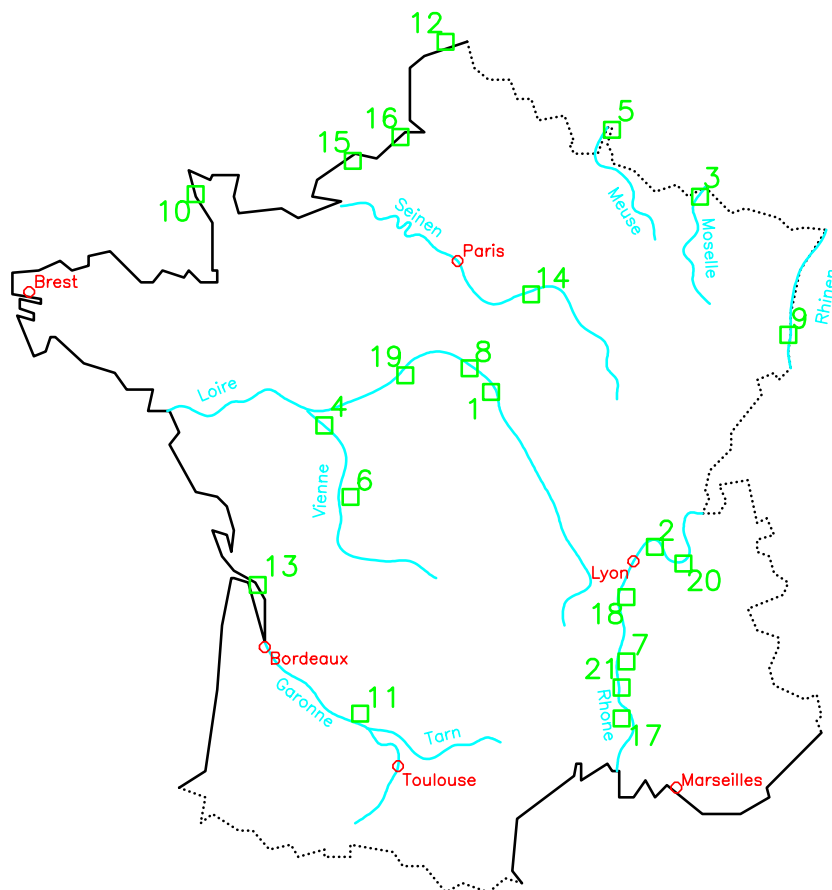 12
5
16
15
3
10
Seinen
Meuse
Moselle
Paris
Brest
Rhinen
14
9
8
19
Loire
1
4
Vienne
6
2
Lyon
20
13
18
Bordeaux
7
21
Garonne
11
Rhone
17
Tarn
Toulouse
Marseilles